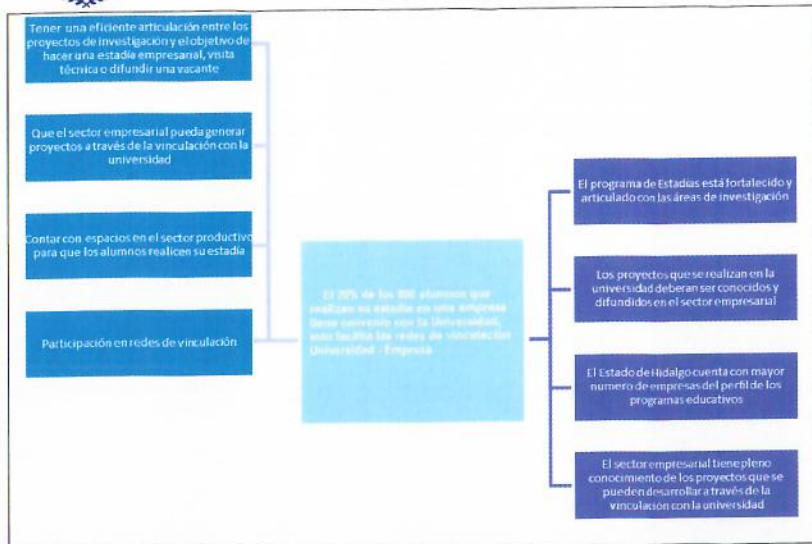 Tener una eficiente articulación entre los
proyectos de investigación y el objetivo de
hacer una estadía empresarial, visita
técnica o difundir una vacante
Que el sector empresarial pueda generar
proyectos a través de la vinculación con la
universidad
Contar con espacios en el sector productivo
para que los alumnos realicen su estadía
Participación en redes de vinculación
El 20% de los 800 alumnos que
realizan su estadía en una empresa
tiene convenio con la Universidad,
esto facilita las redes de vinculación
Universidad - Empresa
El programa de Estadías está fortalecido y
articulado con las áreas de investigación
Los proyectos que se realizan en la
universidad deberan ser conocidos y
difundidos en el sector empresarial
El Estado de Hidalgo cuenta con mayor
numero de empresas del perfil de los
programas educativos
El sector empresarial tiene pleno
conocimiento de los proyectos que se
pueden desarrollar a través de la
vinculación con la universidad